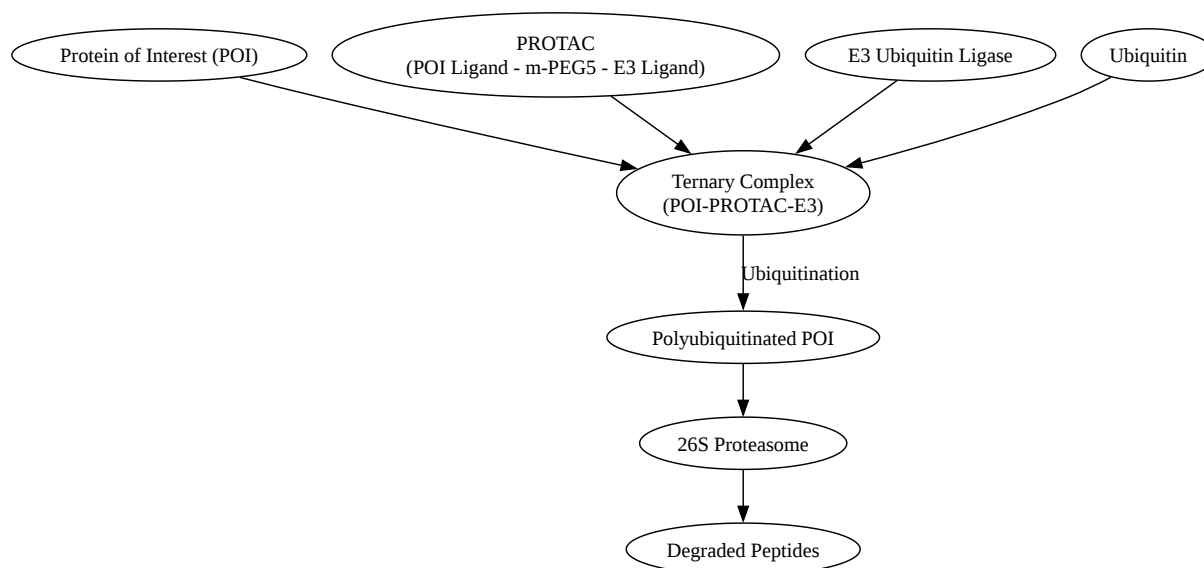 Protein of Interest (POI)
PROTAC
(POI Ligand - m-PEG5 - E3 Ligand)
E3 Ubiquitin Ligase
Ubiquitin
Ternary Complex
(POI-PROTAC-E3)
Ubiquitination
Polyubiquitinated POI
26S Proteasome
Degraded Peptides